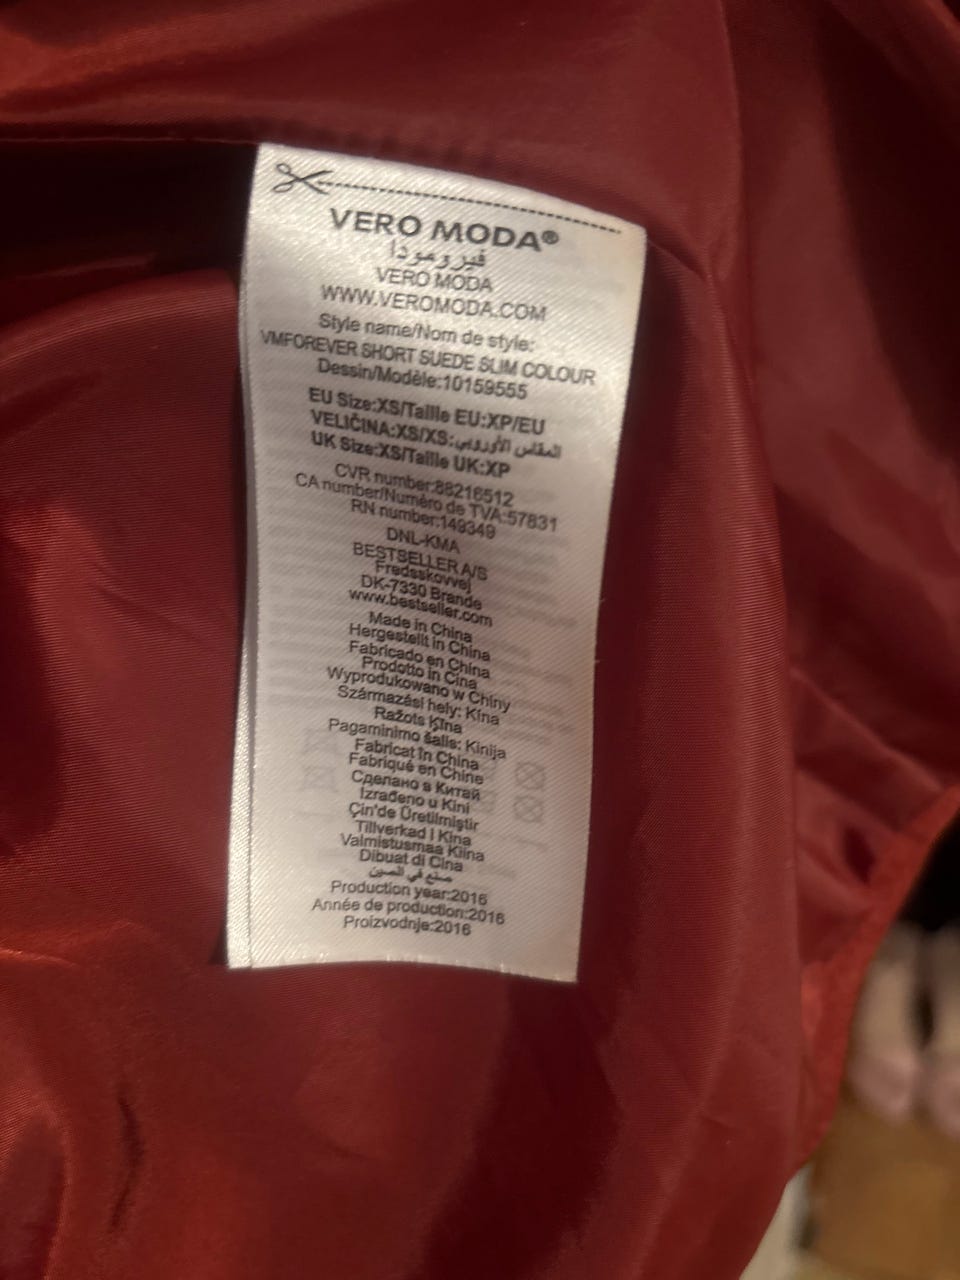 VERO MODA®
فيرومودا
VERO MODA
WWW.VEROMODA.COM
Style name/Nom de style:
VMFOREVER SHORT SUEDE SLIM COLOUR
Dessin/Modèle:10159555
EU Size:XS/Taille EU:XP/EU
VELIČINA:XS/XS:المقاس الأوروبي
UK Size:XS/Taille UK:XP
CVR number:88216512
CA number/Numéro de TVA:57831
RN number:149349
DNL-KMA
BESTSELLER A/S
Fredsskovvej
DK-7330 Brande
www.bestseller.com
Made in China
Hergestellt in China
Fabricado en China
Prodotto in Cina
Wyprodukowano w Chiny
Származási hely: Kína
Ražots Ķīna
Pagaminimo šalis: Kinija
Fabricat în China
Fabriqué en Chine
Сделано в Китай
Izrađeno u Kini
Çin'de Üretilmiştir
Tillverkad i Kina
Valmistusmaa Kiina
Dibuat di Cina
صنع في الصين
Production year:2016
Année de production:2016
Proizvodnje:2016